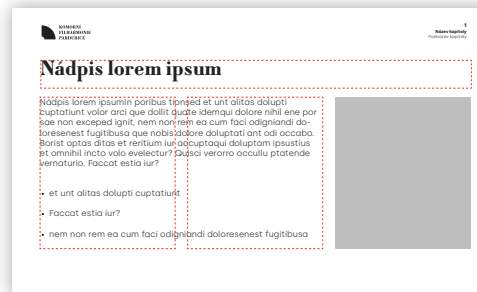 KOMORNÍ
FILHARMONIE
PARDUBICE
1
Název kapitoly
Podnázev kapitoly
Nádpis lorem ipsum
Nádpis lorem ipsumIn poribus tionsed et unt alitas dolupti
cuptatiunt volor arci que dollit quate idemqui dolore nihil ene por
sae non exceped ignit, nem non rem ea cum faci odigniandi do-
loresenest fugitibusa que nobis dolore doluptati ant odi occabo.
Borist optas ditas et reritium iur accuptaqui doluptam ipsustius
et omnihil incto volo evelectur? Quisci verorro occullu ptatende
vernaturio. Faccat estia iur?
• et unt alitas dolupti cuptatiunt
• Faccat estia iur?
• nem non rem ea cum faci odigniandi doloresenest fugitibusa